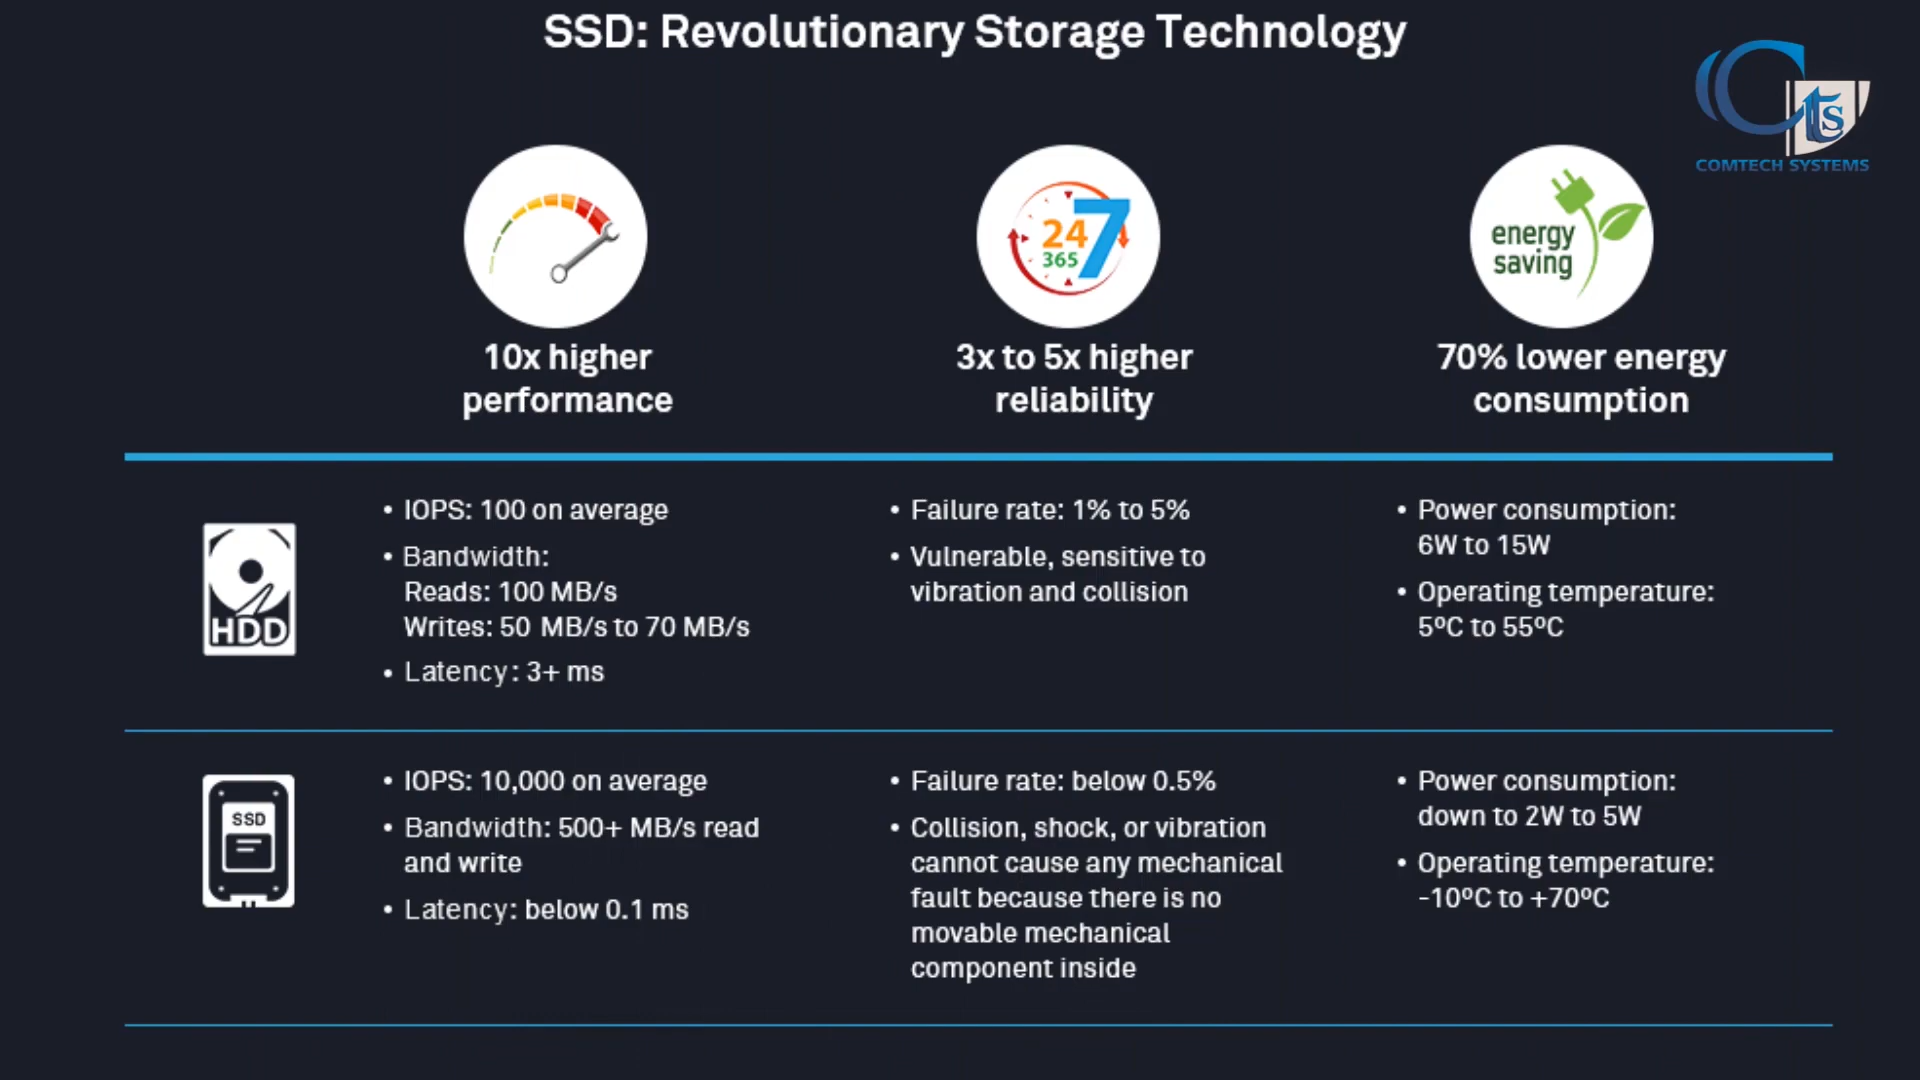 SSD: Revolutionary Storage Technology
Cts
COMTECH SYSTEMS
24
7
365
energy
saving
10x higher
performance
3x to 5x higher
reliability
70% lower energy
consumption
HDD
• IOPS: 100 on average
• Bandwidth:
Reads: 100 MB/s
Writes: 50 MB/s to 70 MB/s
• Latency: 3+ ms
• Failure rate: 1% to 5%
• Vulnerable, sensitive to
vibration and collision
• Power consumption:
6W to 15W
• Operating temperature:
5ºC to 55ºC
SSD
• IOPS: 10,000 on average
• Bandwidth: 500+ MB/s read
and write
• Latency: below 0.1 ms
• Failure rate: below 0.5%
• Collision, shock, or vibration
cannot cause any mechanical
fault because there is no
movable mechanical
component inside
• Power consumption:
down to 2W to 5W
• Operating temperature:
-10ºC to +70ºC